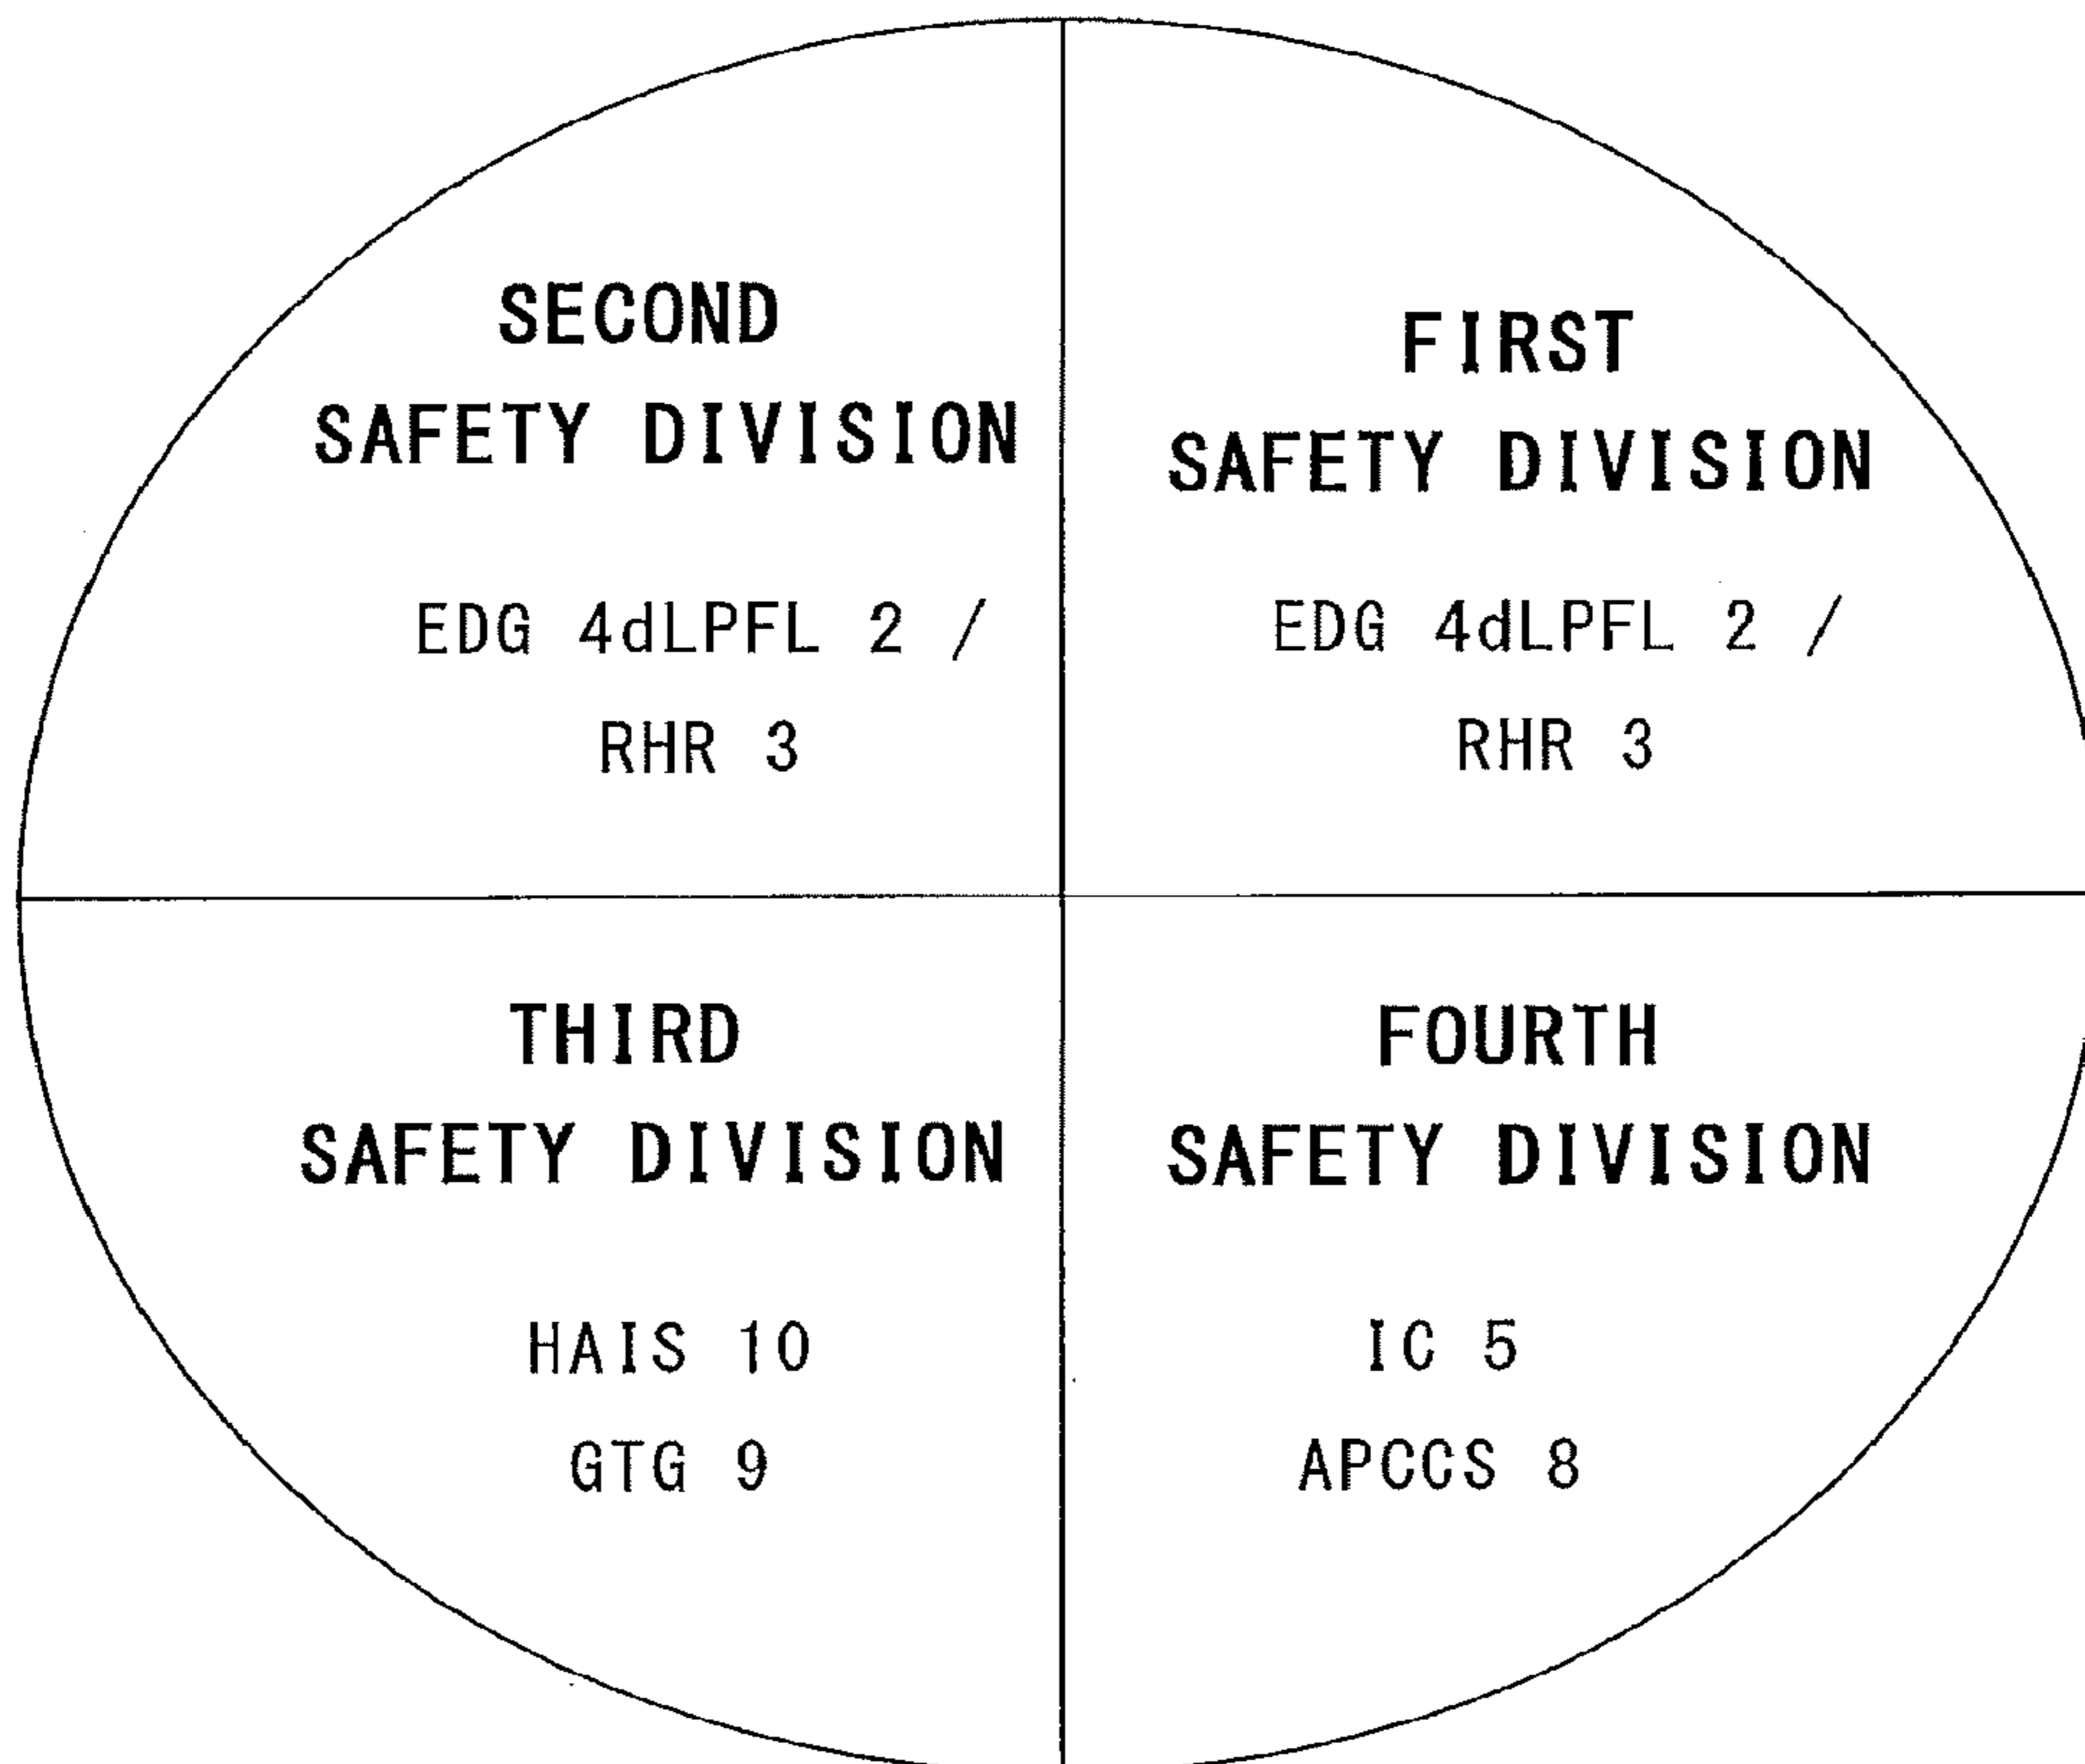 SECOND
SAFETY DIVISION
EDG 4dLPFL 2 /
RHR 3
FIRST
SAFETY DIVISION
EDG 4dLPFL 2 /
RHR 3
THIRD
SAFETY DIVISION
HAIS 10
GTG 9
FOURTH
SAFETY DIVISION
IC 5
APCCS 8